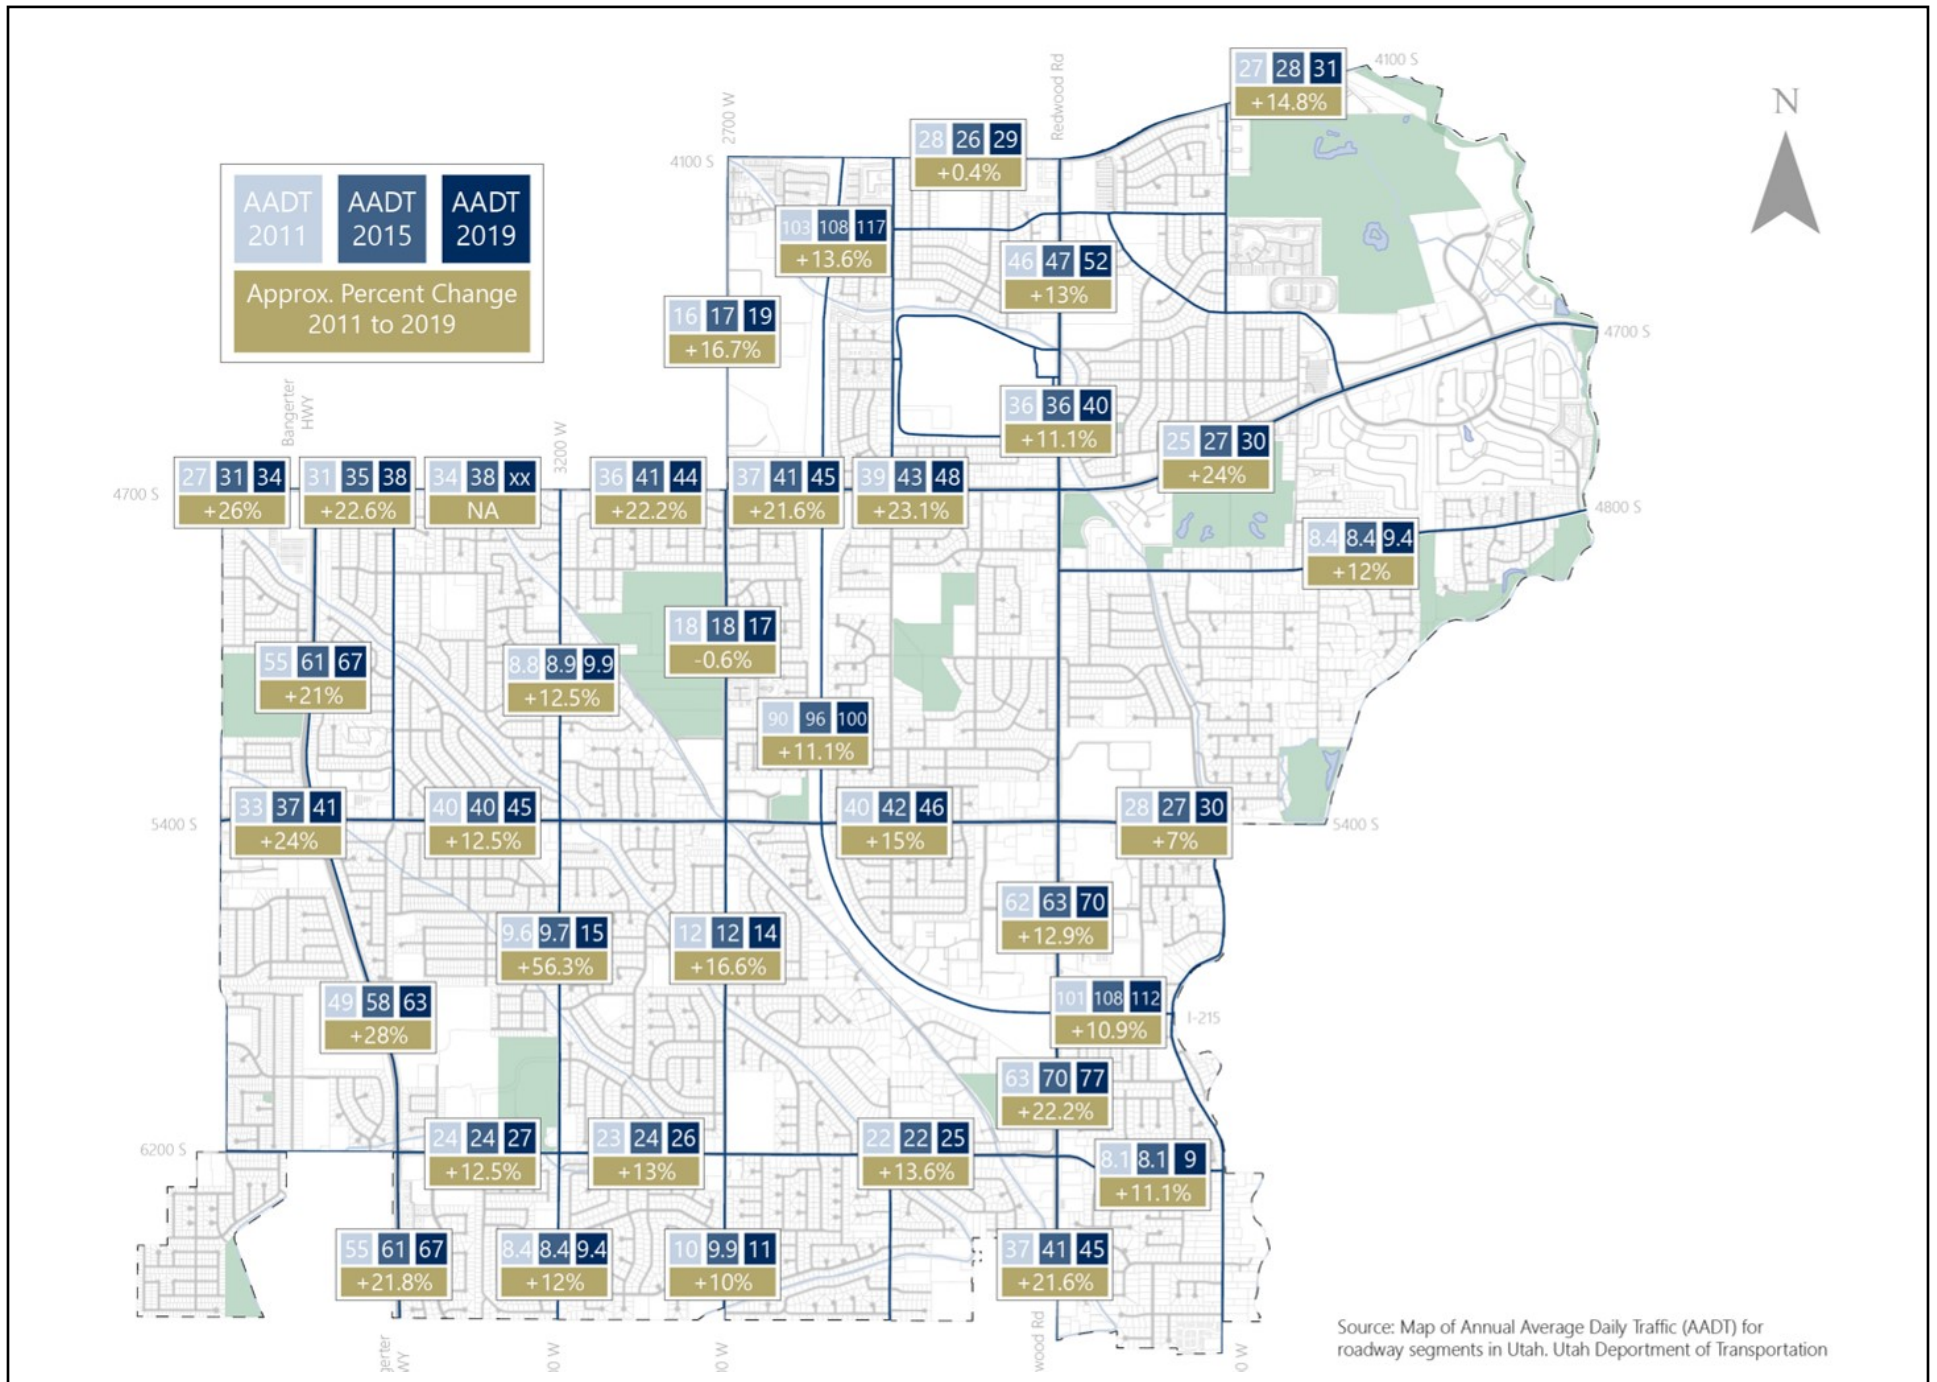 27 28 31
+14.8%
4100 S
N
2700 W
Redwood Rd
28 26 29
+0.4%
4100 S
AADT 2011
AADT 2015
AADT 2019
Approx. Percent Change
2011 to 2019
103 108 117
+13.6%
46 47 52
+13%
16 17 19
+16.7%
4700 S
Bangerter
HWY
3200 W
36 36 40
+11.1%
25 27 30
+24%
4700 S
27 31 34
+26%
31 35 38
+22.6%
34 38 xx
NA
36 41 44
+22.2%
37 41 45
+21.6%
39 43 48
+23.1%
4800 S
8.4 8.4 9.4
+12%
18 18 17
-0.6%
55 61 67
+21%
8.8 8.9 9.9
+12.5%
90 96 100
+11.1%
5400 S
33 37 41
+24%
40 40 45
+12.5%
40 42 46
+15%
28 27 30
+7%
5400 S
62 63 70
+12.9%
9.6 9.7 15
+56.3%
12 12 14
+16.6%
49 58 63
+28%
101 108 112
+10.9%
I-215
63 70 77
+22.2%
6200 S
24 24 27
+12.5%
23 24 26
+13%
22 22 25
+13.6%
8.1 8.1 9
+11.1%
55 61 67
+21.8%
8.4 8.4 9.4
+12%
10 9.9 11
+10%
37 41 45
+21.6%
gerter
WY
00 W
00 W
wood Rd
0 W
Source: Map of Annual Average Daily Traffic (AADT) for
roadway segments in Utah. Utah Deportment of Transportation